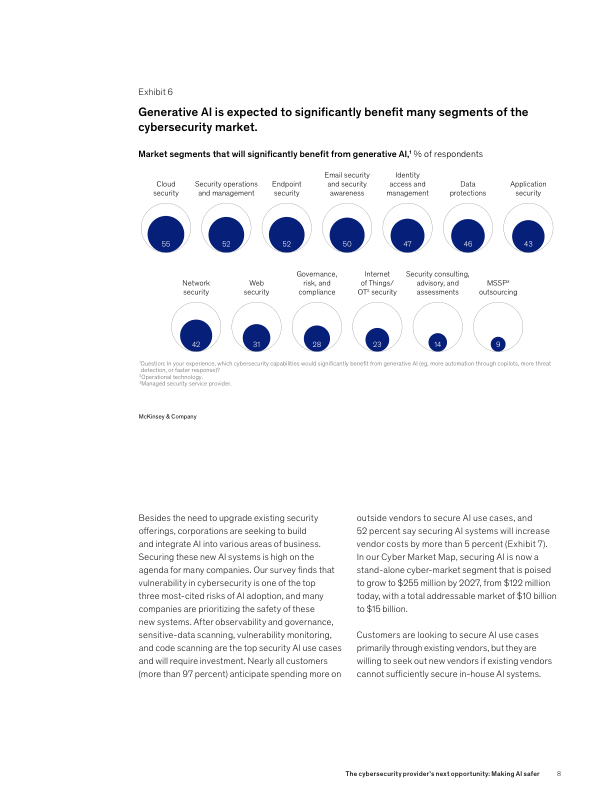 Exhibit 6
Generative AI is expected to significantly benefit many segments of the
cybersecurity market.
Market segments that will significantly benefit from generative AI,¹ % of respondents
Cloud
security
Security operations
and management
Endpoint
security
Email security
and security
awareness
Identity
access and
management
Data
protections
Application
security
55
52
52
50
47
46
43
Network
security
Web
security
Governance,
risk, and
compliance
Internet
of Things/
OT² security
Security consulting,
advisory, and
assessments
MSSP³
outsourcing
42
31
28
23
14
9
¹Question: In your experience, which cybersecurity capabilities would significantly benefit from generative AI (eg, more automation through copilots, more threat
detection, or faster response)?
²Operational technology.
³Managed security service provider.
McKinsey & Company
Besides the need to upgrade existing security
offerings, corporations are seeking to build
and integrate AI into various areas of business.
Securing these new AI systems is high on the
agenda for many companies. Our survey finds that
vulnerability in cybersecurity is one of the top
three most-cited risks of AI adoption, and many
companies are prioritizing the safety of these
new systems. After observability and governance,
sensitive-data scanning, vulnerability monitoring,
and code scanning are the top security AI use cases
and will require investment. Nearly all customers
(more than 97 percent) anticipate spending more on
outside vendors to secure AI use cases, and
52 percent say securing AI systems will increase
vendor costs by more than 5 percent (Exhibit 7).
In our Cyber Market Map, securing AI is now a
stand-alone cyber-market segment that is poised
to grow to $255 million by 2027, from $122 million
today, with a total addressable market of $10 billion
to $15 billion.
Customers are looking to secure AI use cases
primarily through existing vendors, but they are
willing to seek out new vendors if existing vendors
cannot sufficiently secure in-house AI systems.
The cybersecurity provider's next opportunity: Making AI safer
8